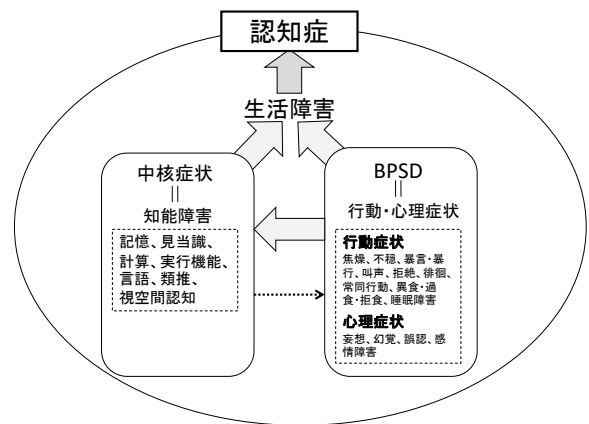 認知症
生活障害
中核症状
=
知能障害
記憶、見当識、
計算、実行機能、
言語、類推、
視空間認知
BPSD
=
行動・心理症状
行動症状
焦燥、不穏、暴言・暴
行、叫声、拒絶、徘徊、
常同行動、異食・過
食・拒食、睡眠障害
心理症状
妄想、幻覚、誤認、感
情障害